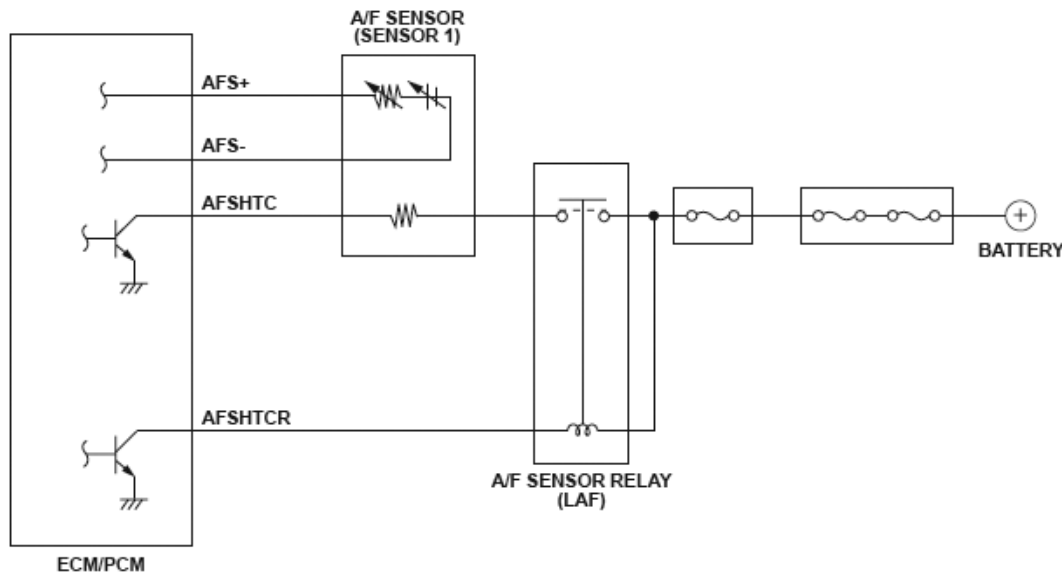 A/F SENSOR
(SENSOR 1)
AFS+
AFS-
AFSHTC
BATTERY
AFSHTCR
A/F SENSOR RELAY
(LAF)
ECM/PCM